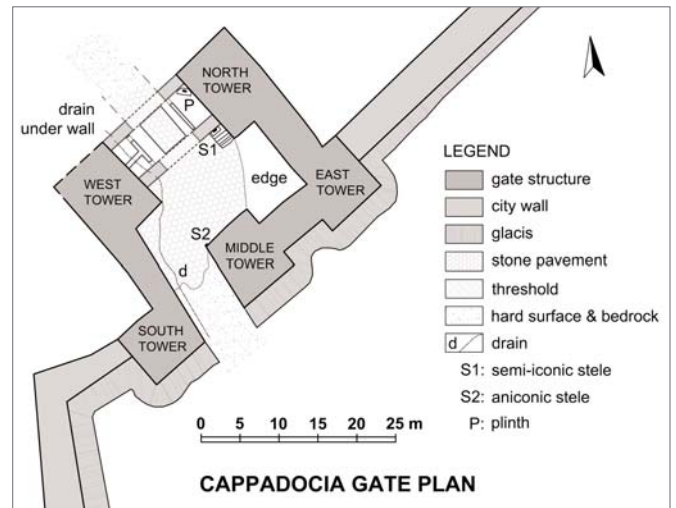 NORTH
TOWER
P
drain
under wall
S1
edge
EAST
TOWER
WEST
TOWER
S2
MIDDLE
TOWER
d
SOUTH
TOWER
LEGEND
gate structure
city wall
glacis
stone pavement
threshold
hard surface & bedrock
d drain
S1: semi-iconic stele
S2: aniconic stele
P: plinth
0 5 10 15 20 25 m
CAPPADOCIA GATE PLAN